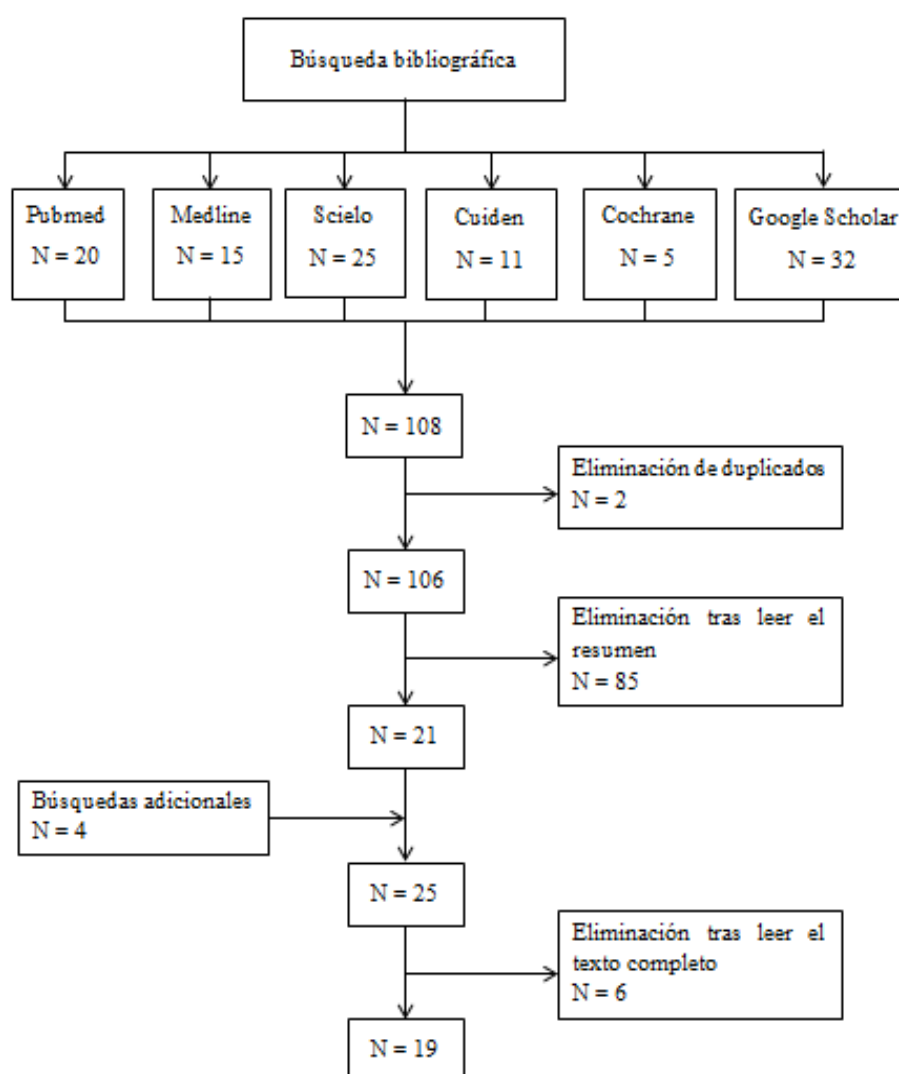 Búsqueda bibliográfica
Pubmed
N = 20
Medline
N = 15
Scielo
N = 25
Cuiden
N = 11
Cochrane
N = 5
Google Scholar
N = 32
N = 108
Eliminación de duplicados
N = 2
N = 106
Eliminación tras leer el
resumen
N = 85
N = 21
Búsquedas adicionales
N = 4
N = 25
Eliminación tras leer el
texto completo
N = 6
N = 19